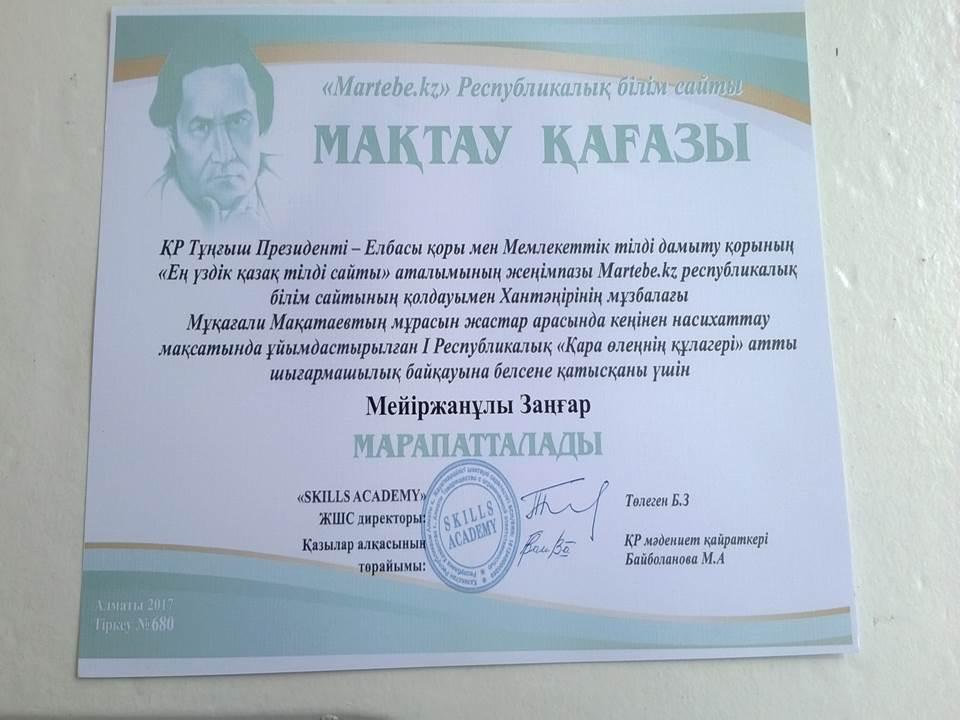 «Martebe.kz» Республикалық білім сайты
МАҚТАУ ҚАҒАЗЫ
ҚР Тұңғыш Президенті – Елбасы қоры мен Мемлекеттік тілді дамыту қорының
«Ең үздік қазақ тілді сайты» аталымының жеңімпазы Martebe.kz республикалық
білім сайтының қолдауымен Хантәңірінің мұзбалағы
Мұқағали Мақатаевтың мұрасын жастар арасында кеңінен насихаттау
мақсатында ұйымдастырылған I Республикалық «Қара өлеңнің құлагері» атты
шығармашылық байқауына белсене қатысқаны үшін
Мейіржанұлы Заңғар
МАРАПАТТАЛАДЫ
«SKILLS ACADEMY»
ЖШС директоры:
Төлеген Б.З
Қазылар алқасының
төрайымы:
ҚР мәдениет қайраткері
Байболанова М.А
SKILLS
ACADEMY
Алматы 2017
Тіркеу №680